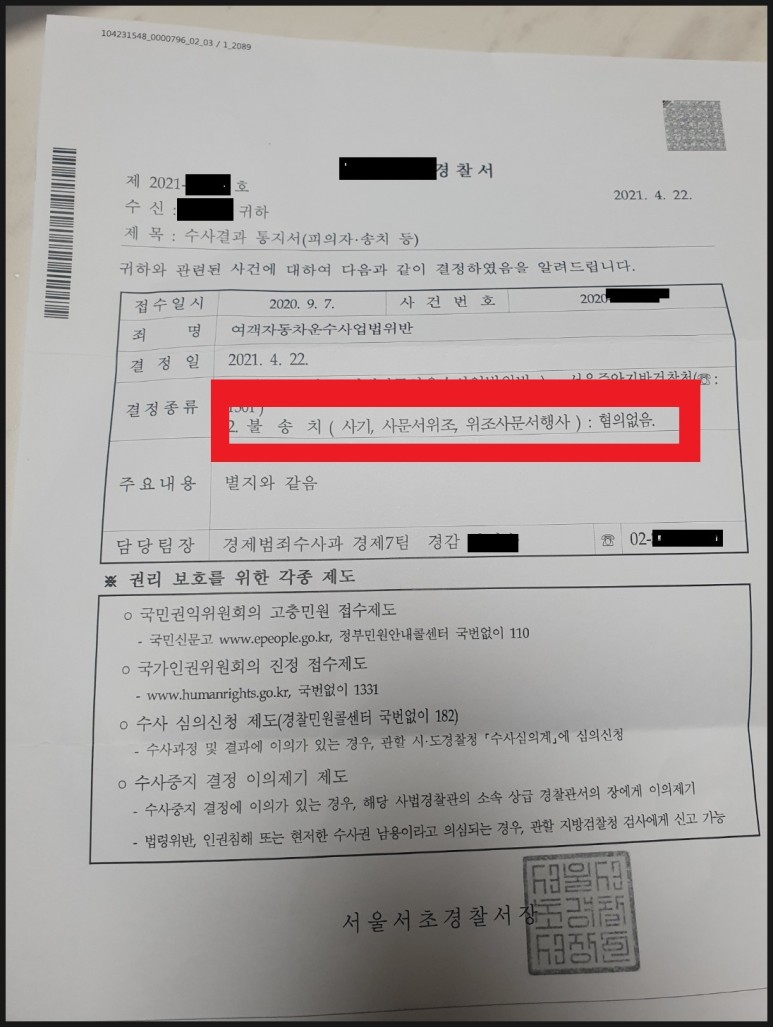 104231548_0000796_02_03 / 1_2089
경찰서
제 2021- 호
2021. 4. 22.
수 신 : 귀하
제 목 : 수사결과 통지서(피의자·송치 등)
귀하와 관련된 사건에 대하여 다음과 같이 결정하였음을 알려드립니다.
접수일시 2020. 9. 7. 사 건 번 호 2020
죄 명 여객자동차운수사업법위반
결정일 2021. 4. 22.
결정종류 서울중앙지방검찰청(☏ :
1301 )
2. 불 송 치 ( 사기, 사문서위조, 위조사문서행사 ) : 혐의없음.
주요내용 별지와 같음
담당팀장 경제범죄수사과 경제7팀 경감 ☏ 02-
※ 권리 보호를 위한 각종 제도
○ 국민권익위원회의 고충민원 접수제도
- 국민신문고 www.epeople.go.kr, 정부민원안내콜센터 국번없이 110
○ 국가인권위원회의 진정 접수제도
- www.humanrights.go.kr, 국번없이 1331
○ 수사 심의신청 제도(경찰민원콜센터 국번없이 182)
- 수사과정 및 결과에 이의가 있는 경우, 관할 시·도경찰청 「수사심의계」에 심의신청
○ 수사중지 결정 이의제기 제도
- 수사중지 결정에 이의가 있는 경우, 해당 사법경찰관의 소속 상급 경찰관서의 장에게 이의제기
- 법령위반, 인권침해 또는 현저한 수사권 남용이라고 의심되는 경우, 관할 지방검찰청 검사에게 신고 가능
서울서초경찰서장